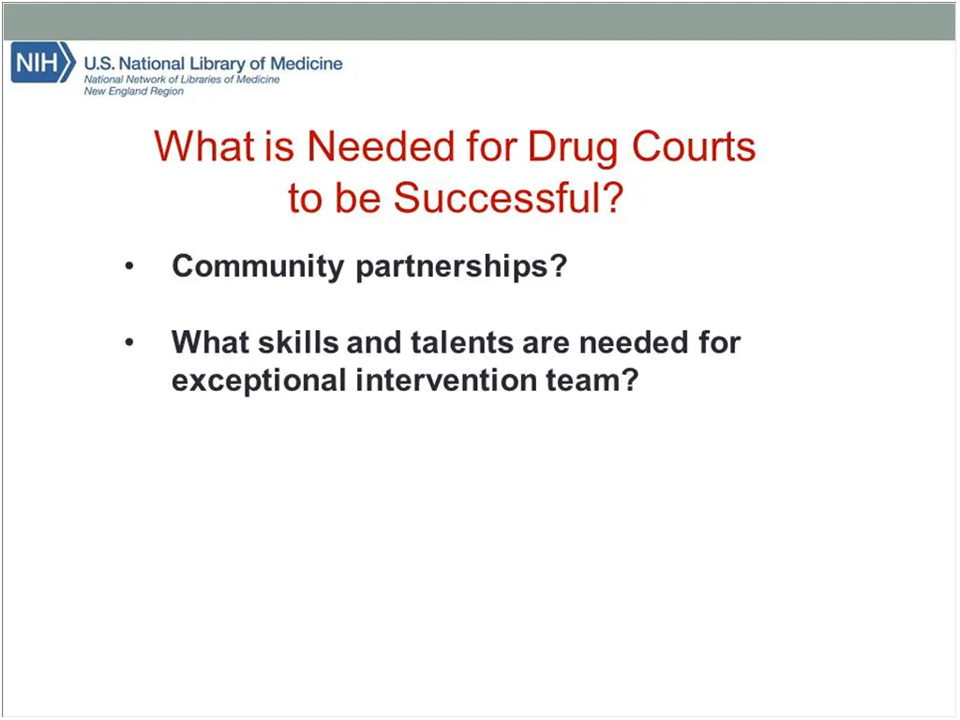 NIH
U.S. National Library of Medicine
National Network of Libraries of Medicine
New England Region
What is Needed for Drug Courts
to be Successful?
• Community partnerships?
• What skills and talents are needed for
exceptional intervention team?